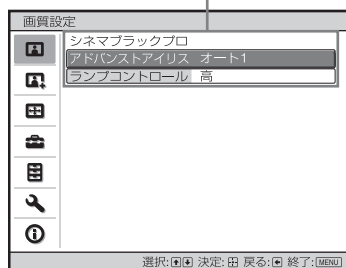 画質設定
シネマブラックプロ
アドバンストアイリス オート1
ランプコントロール 高
選択:↑↓ 決定:⊞ 戻る:← 終了:MENU